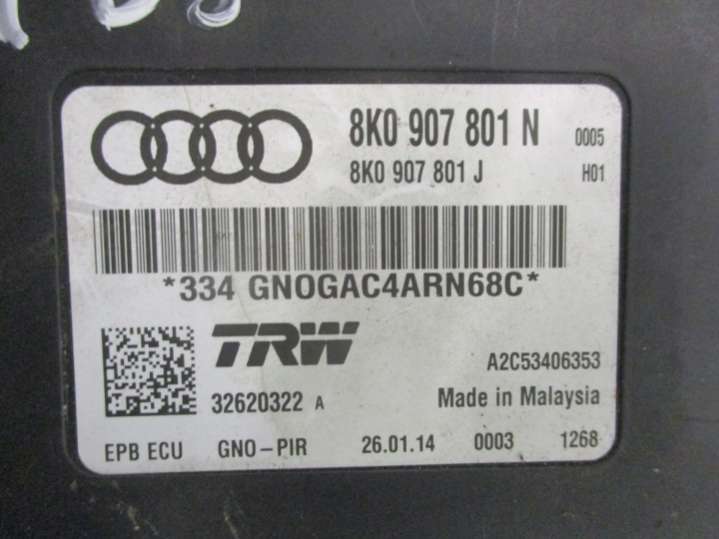 8K0 907 801 N 0005
8K0 907 801 J H01
*334 GNOGAC4ARN68C*
TRW
A2C53406353
32620322 A
Made in Malaysia
EPB ECU GNO-PIR 26.01.14 0003 1268